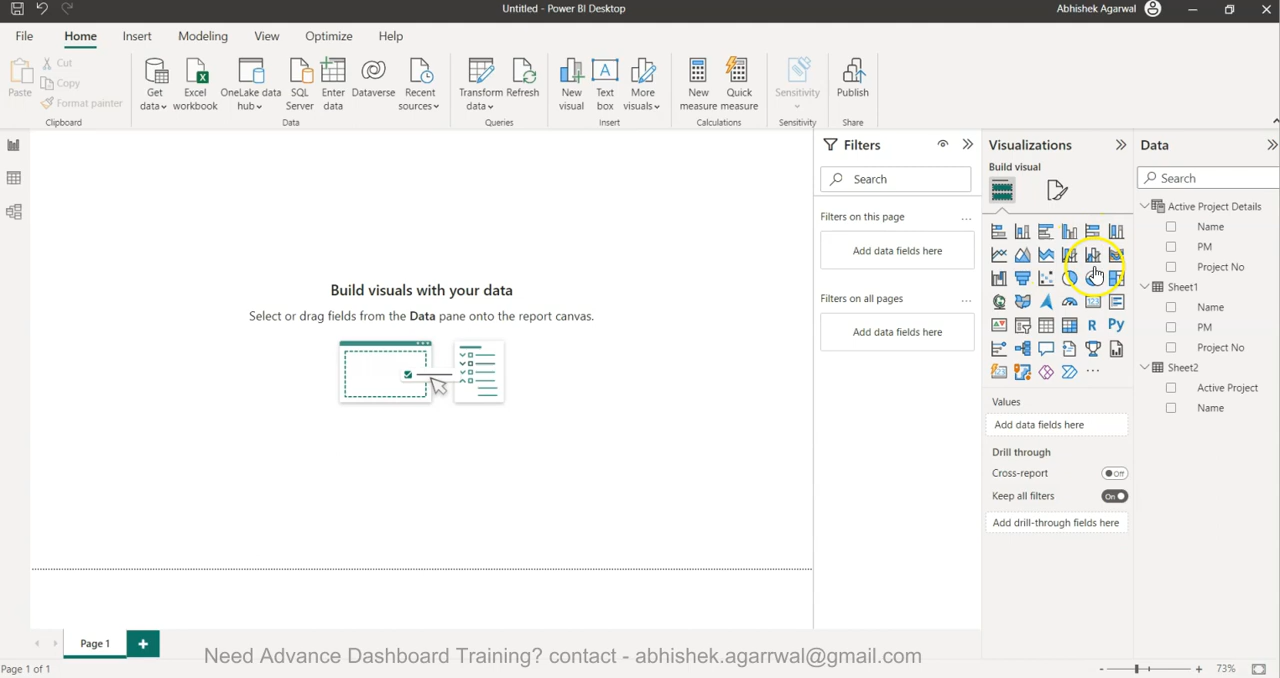 Untitled - Power BI Desktop
Abhishek Agarwal
File Home Insert Modeling View Optimize Help
Paste
Cut
Copy
Format painter
Clipboard
Get data
Excel workbook
OneLake data hub
SQL Server
Enter data
Dataverse
Recent sources
Data
Transform data
Refresh
Queries
New visual
Text box
More visuals
Insert
New measure
Quick measure
Calculations
Sensitivity
Sensitivity
Publish
Share
Build visuals with your data
Select or drag fields from the Data pane onto the report canvas.
Filters
Search
Filters on this page
...
Add data fields here
Filters on all pages
...
Add data fields here
Visualizations
Build visual
123
R
Py
...
Values
Add data fields here
Drill through
Cross-report
Off
Keep all filters
On
Add drill-through fields here
Data
Search
Active Project Details
Name
PM
Project No
Sheet1
Name
PM
Project No
Sheet2
Active Project
Name
Page 1
+
Need Advance Dashboard Training? contact - abhishek.agarrwal@gmail.com
Page 1 of 1
- + 73%